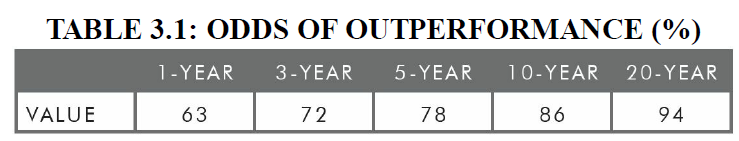 TABLE 3.1: ODDS OF OUTPERFORMANCE (%)
1-YEAR 3-YEAR 5-YEAR 10-YEAR 20-YEAR
VALUE 63 72 78 86 94